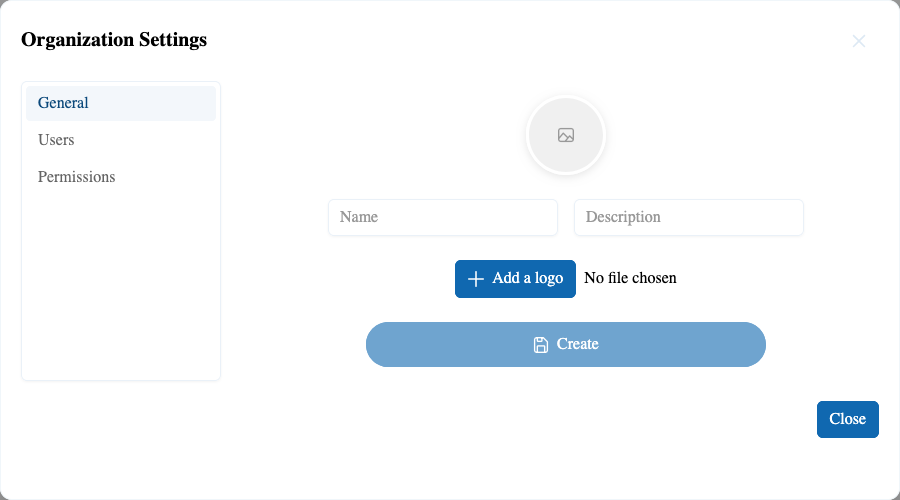 Organization Settings
General
Users
Permissions
Name
Description
Add a logo
No file chosen
Create
Close